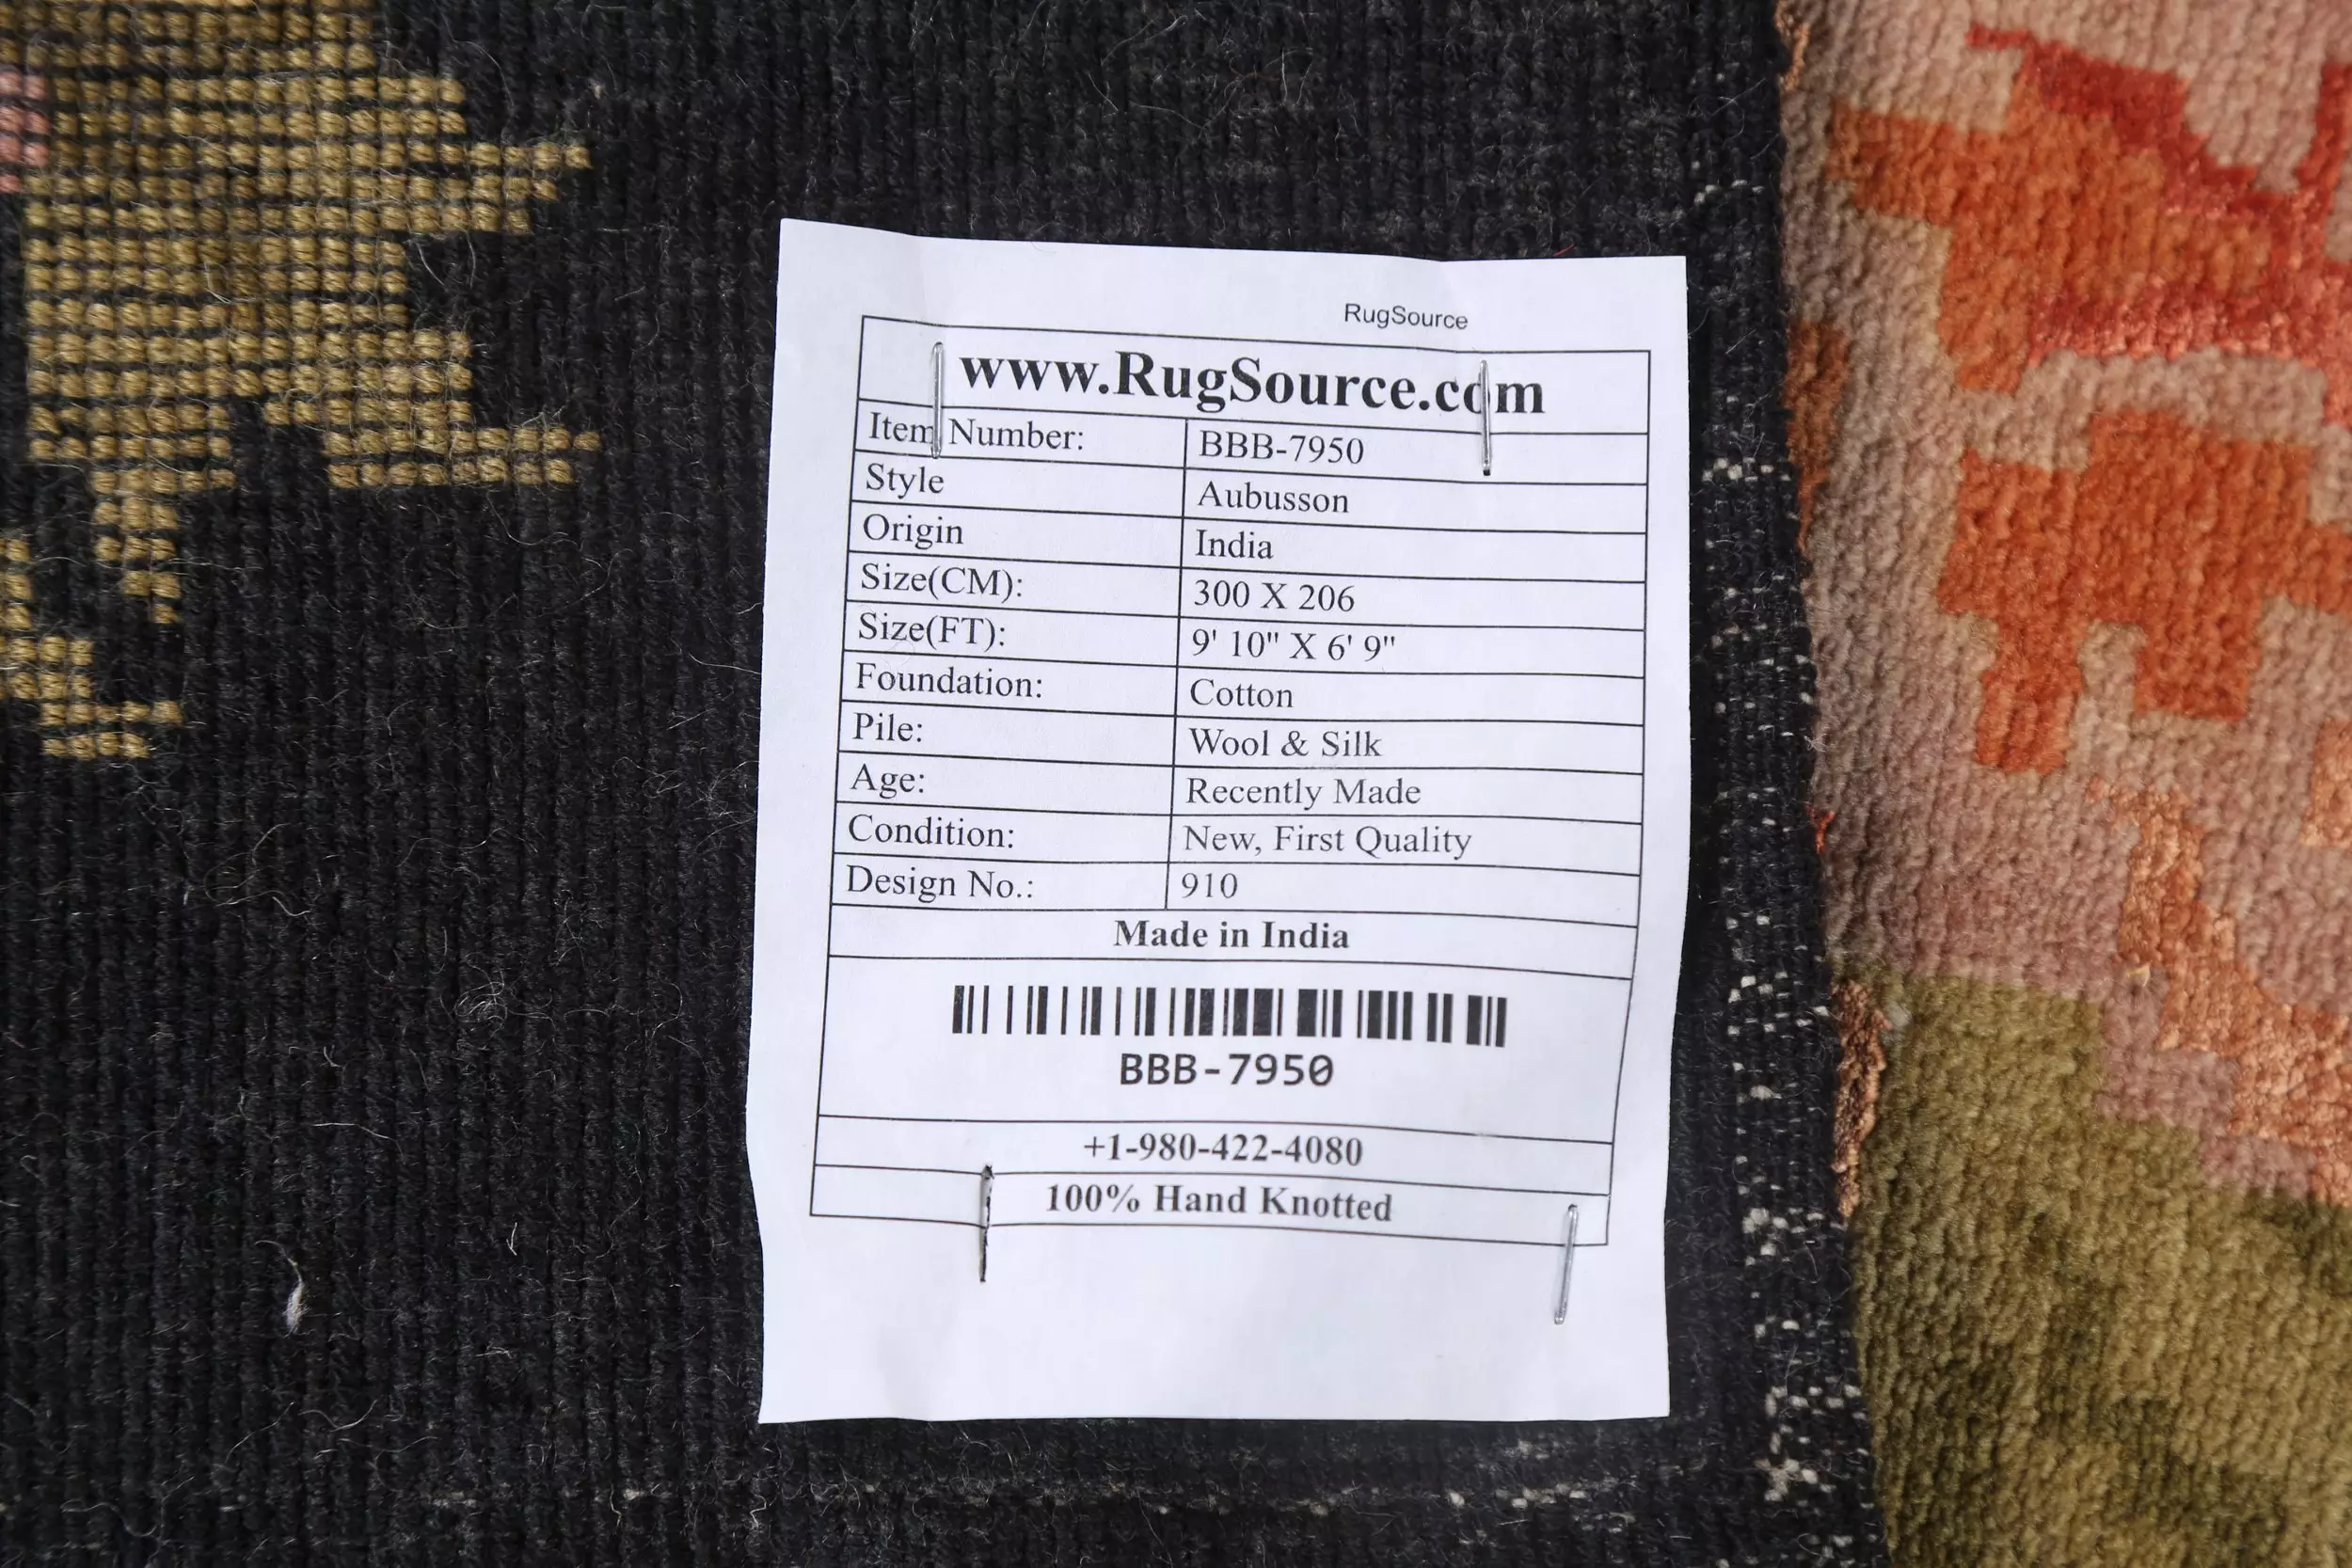 RugSource
www.RugSource.com
Item Number: BBB-7950
Style Aubusson
Origin India
Size(CM): 300 X 206
Size(FT): 9' 10" X 6' 9"
Foundation: Cotton
Pile: Wool & Silk
Age: Recently Made
Condition: New, First Quality
Design No.: 910
Made in India
BBB-7950
+1-980-422-4080
100% Hand Knotted